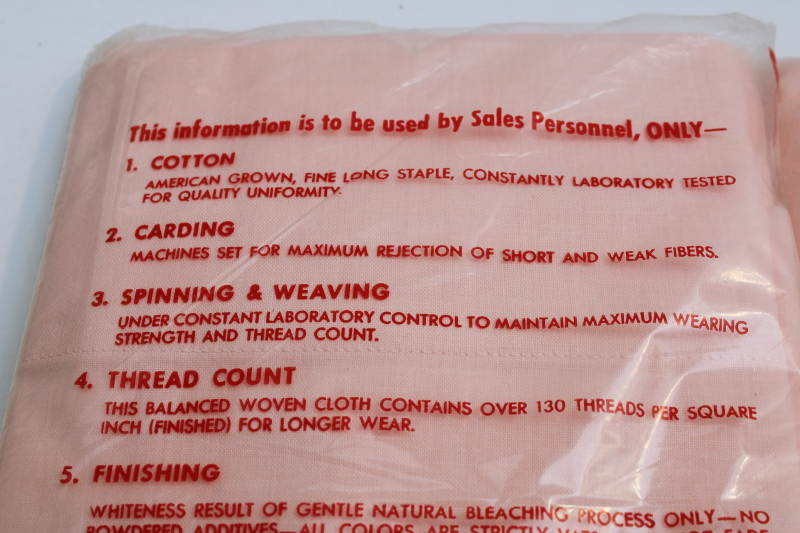 This information is to be used by Sales Personnel, ONLY—
1. COTTON
AMERICAN GROWN, FINE LONG STAPLE, CONSTANTLY LABORATORY TESTED
FOR QUALITY UNIFORMITY.
2. CARDING
MACHINES SET FOR MAXIMUM REJECTION OF SHORT AND WEAK FIBERS.
3. SPINNING & WEAVING
UNDER CONSTANT LABORATORY CONTROL TO MAINTAIN MAXIMUM WEARING
STRENGTH AND THREAD COUNT.
4. THREAD COUNT
THIS BALANCED WOVEN CLOTH CONTAINS OVER 130 THREADS PER SQUARE
INCH (FINISHED) FOR LONGER WEAR.
5. FINISHING
WHITENESS RESULT OF GENTLE NATURAL BLEACHING PROCESS ONLY—NO
POWDERED ADDITIVES—ALL COLORS ARE STRICTLY